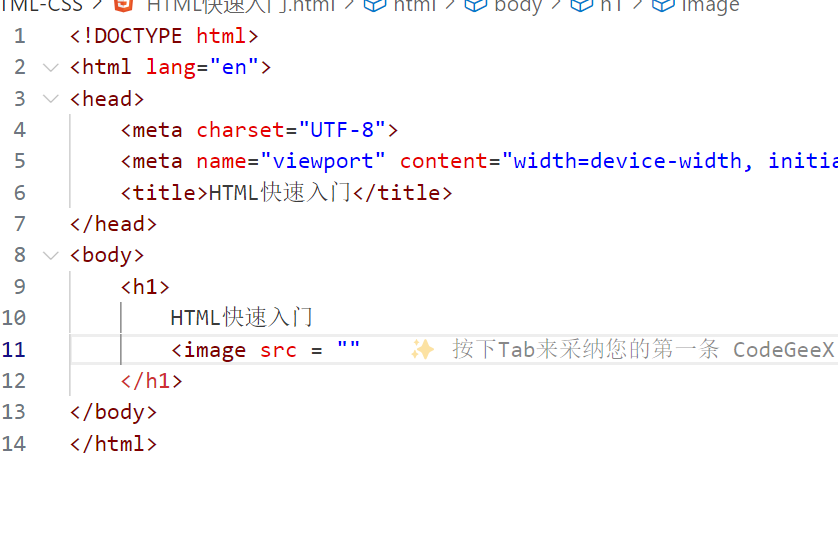 TML-CSS > HTML快速入门.html > html > body > h1 > image
1 <!DOCTYPE html>
2 <html lang="en">
3 <head>
4 <meta charset="UTF-8">
5 <meta name="viewport" content="width=device-width, initia
6 <title>HTML快速入门</title>
7 </head>
8 <body>
9 <h1>
10 HTML快速入门
11 <image src = "" ✨ 按下Tab来采纳您的第一条 CodeGeeX
12 </h1>
13 </body>
14 </html>